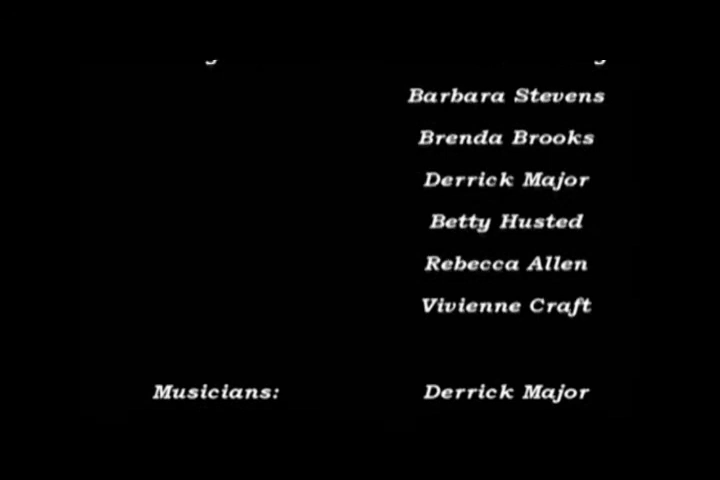 Barbara Stevens
Brenda Brooks
Derrick Major
Betty Husted
Rebecca Allen
Vivienne Craft
Musicians: Derrick Major